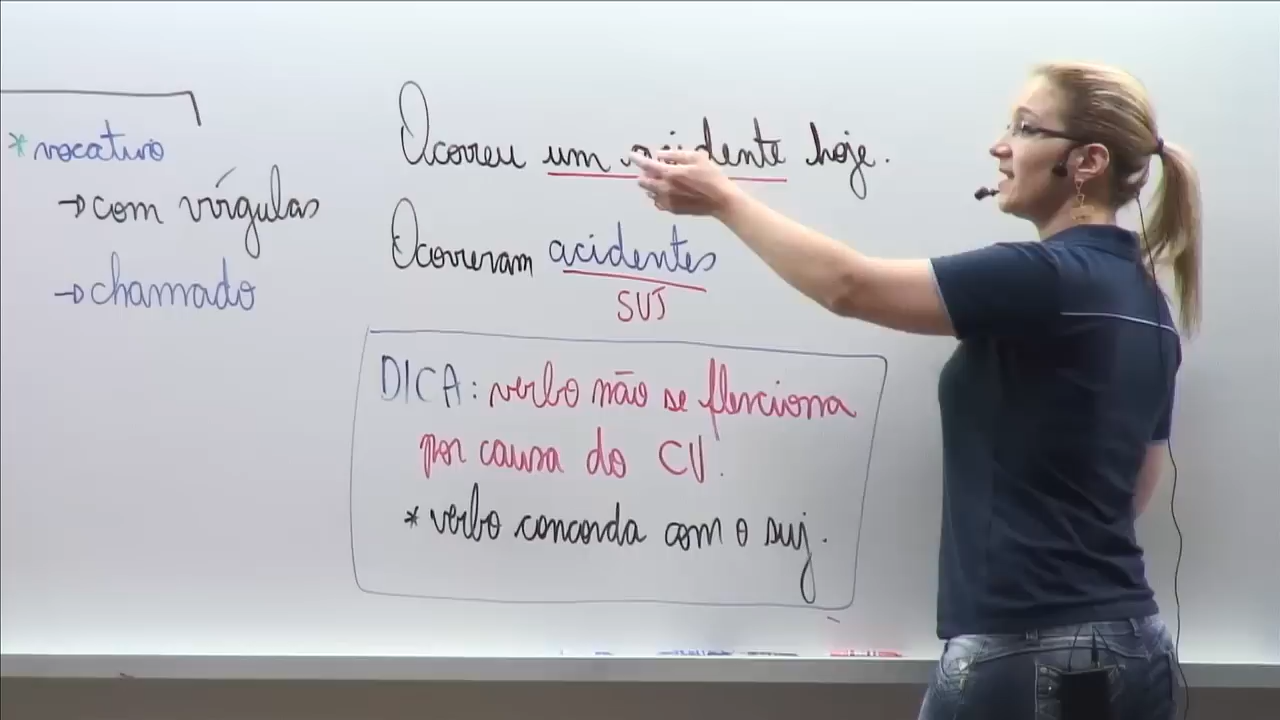 * vocativo
→ com vírgulas
→ chamado
Ocorreu um acidente hoje.
Ocorreram acidentes
SUJ
DICA: verbo não se flexiona
por causa do CV.
* verbo concorda com o suj.